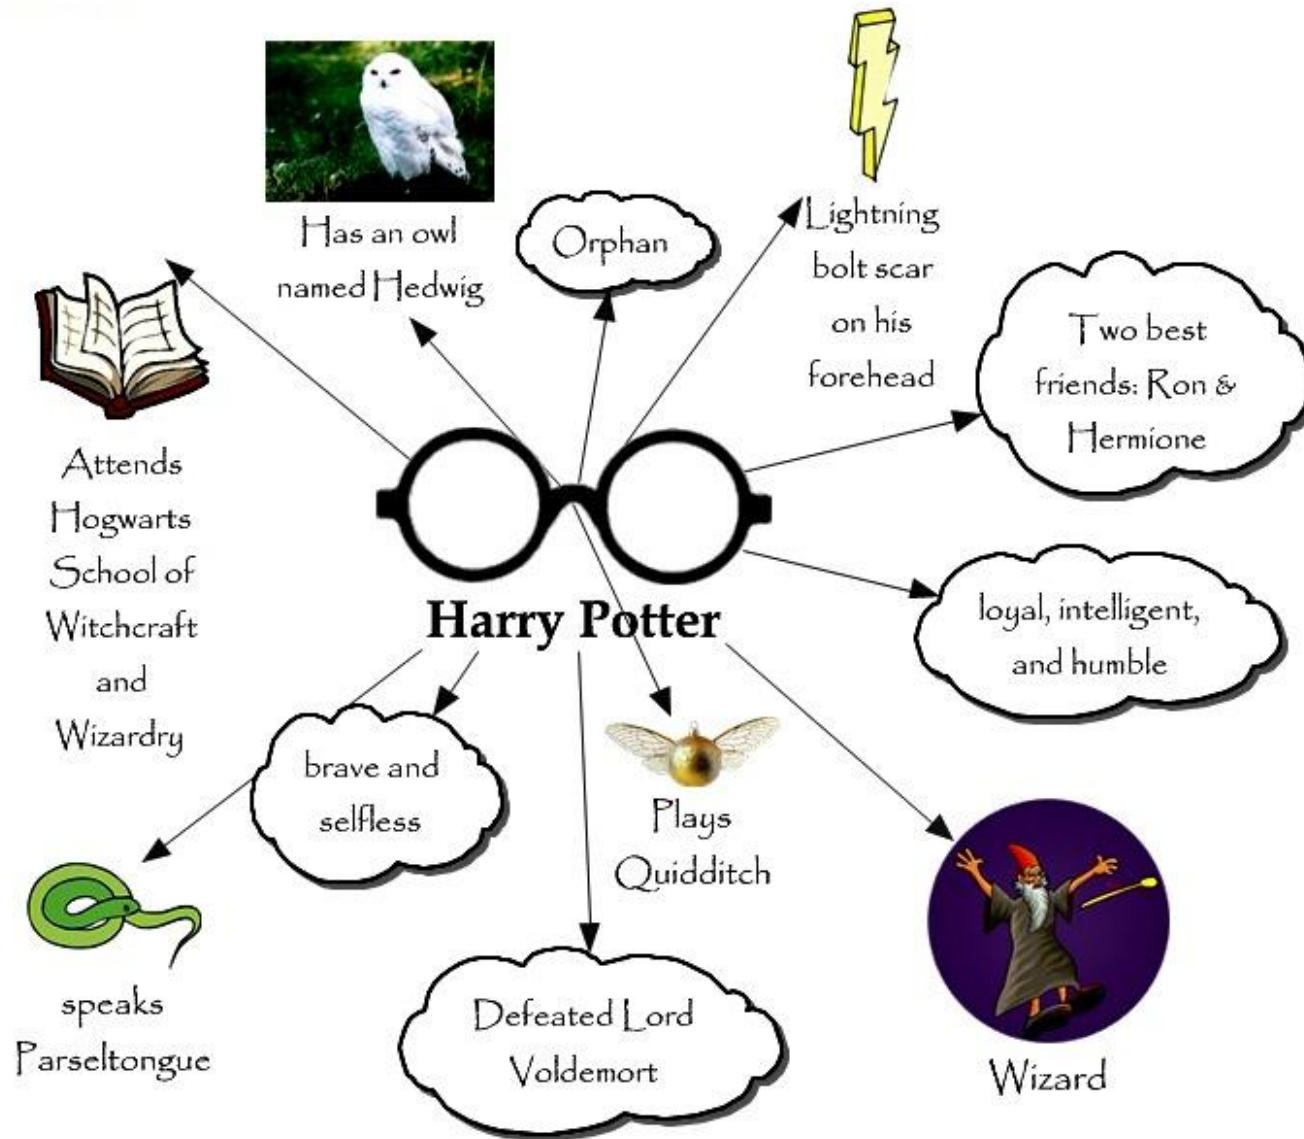 Has an owl
named Hedwig
Orphan
Lightning
bolt scar
on his
forehead
Two best
friends: Ron &
Hermione
Attends
Hogwarts
School of
Witchcraft
and
Wizardry
Harry Potter
loyal, intelligent,
and humble
brave and
selfless
Plays
Quidditch
speaks
Parseltongue
Defeated Lord
Voldemort
Wizard